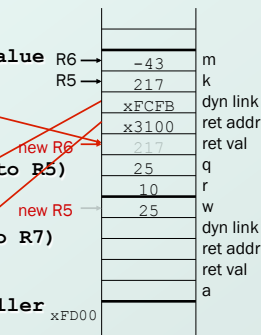 alue R6 -43 m
R5 217 k
xFCFB dyn link
x3100 ret addr
new R6 217 ret val
to R5) 25 q
10 r
new R5 25 w
dyn link
o R7) ret addr
ret val
a
ller xFD00